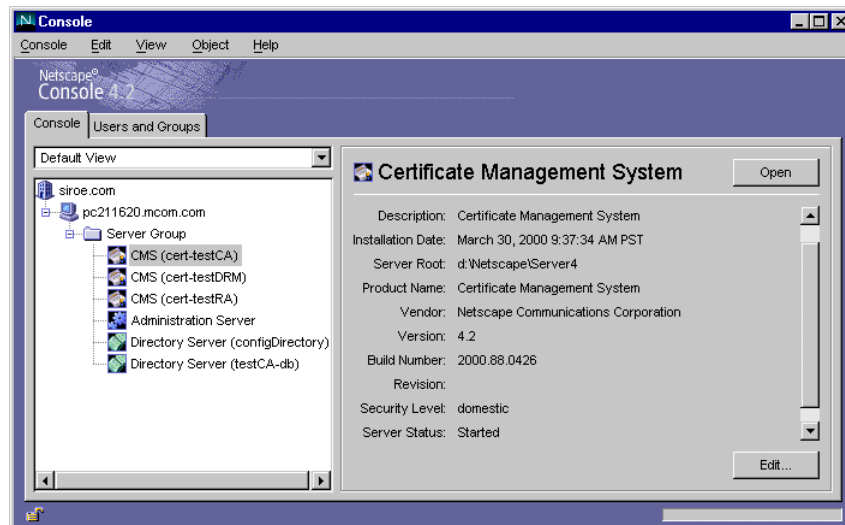 Console
Console Edit View Object Help
Netscape®
Console 4.2
Console Users and Groups
Default View
siroe.com
pc211620.mcom.com
Server Group
CMS (cert-testCA)
CMS (cert-testDRM)
CMS (cert-testRA)
Administration Server
Directory Server (configDirectory)
Directory Server (testCA-db)
Certificate Management System Open
Description: Certificate Management System
Installation Date: March 30, 2000 9:37:34 AM PST
Server Root: d:\Netscape\Server4
Product Name: Certificate Management System
Vendor: Netscape Communications Corporation
Version: 4.2
Build Number: 2000.88.0426
Revision:
Security Level: domestic
Server Status: Started
Edit...